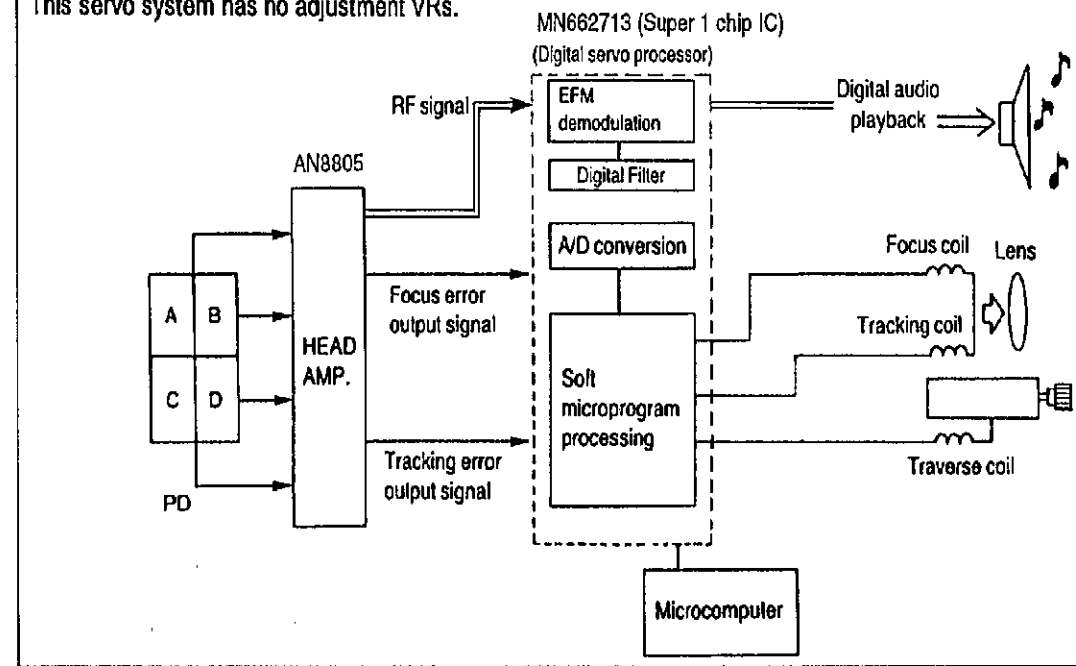 This servo system has no adjustment VRs.
MN662713 (Super 1 chip IC)
(Digital servo processor)
RF signal
EFM
demodulation
Digital Filter
Digital audio
playback
AN8805
A/D conversion
Focus coil
Lens
A B
C D
Focus error
output signal
HEAD
AMP.
Tracking coil
Soft
microprogram
processing
Tracking error
output signal
Traverse coil
PD
Microcomputer